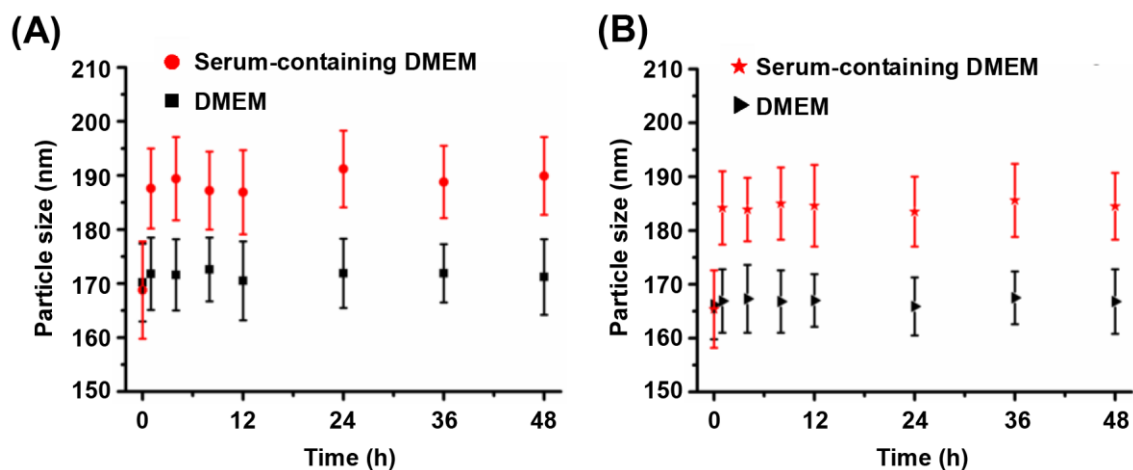 (A)
Serum-containing DMEM
DMEM
Particle size (nm)
210
200
190
180
170
160
150
0
12
24
36
48
Time (h)
(B)
Serum-containing DMEM
DMEM
Particle size (nm)
210
200
190
180
170
160
150
0
12
24
36
48
Time (h)